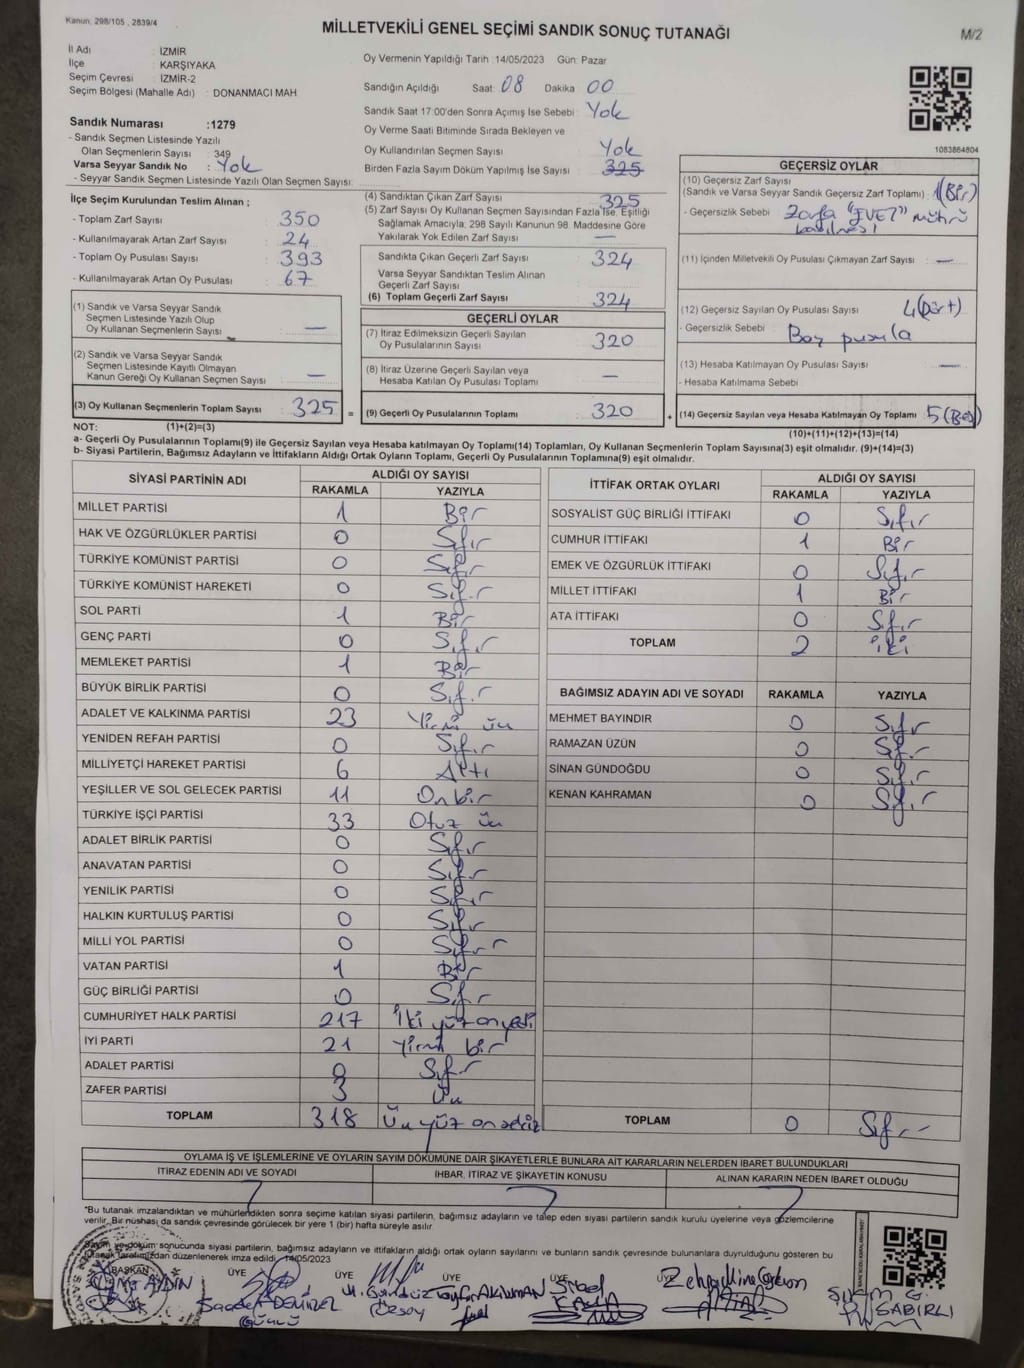 Kanun: 298/105, 2839/4
MİLLETVEKİLİ GENEL SEÇİMİ SANDIK SONUÇ TUTANAĞI
M/2
İl Adı : İZMİR
İlçe : KARŞIYAKA
Seçim Çevresi : İZMİR-2
Seçim Bölgesi (Mahalle Adı) : DONANMACI MAH
Sandık Numarası :1279
- Sandık Seçmen Listesinde Yazılı
Olan Seçmenlerin Sayısı : 349
Varsa Seyyar Sandık No : Yok
- Seyyar Sandık Seçmen Listesinde Yazılı Olan Seçmen Sayısı:
Oy Vermenin Yapıldığı Tarih :14/05/2023 Gün: Pazar
Sandığın Açıldığı Saat: 08 Dakika 00
Sandık Saat 17:00'den Sonra Açımış İse Sebebi: Yok
Oy Verme Saati Bitiminde Sırada Bekleyen ve
Oy Kullandırılan Seçmen Sayısı : Yok
Birden Fazla Sayım Döküm Yapılmış İse Sayısı : 325
1083864804
İlçe Seçim Kurulundan Teslim Alınan ;
- Toplam Zarf Sayısı : 350
- Kullanılmayarak Artan Zarf Sayısı : 24
- Toplam Oy Pusulası Sayısı : 393
- Kullanılmayarak Artan Oy Pusulası : 67
(1) Sandık ve Varsa Seyyar Sandık
Seçmen Listesinde Yazılı Olup
Oy Kullanan Seçmenlerin Sayısı : —
(2) Sandık ve Varsa Seyyar Sandık
Seçmen Listesinde Kayıtlı Olmayan
Kanun Gereği Oy Kullanan Seçmen Sayısı : —
(3) Oy Kullanan Seçmenlerin Toplam Sayısı : 325 =
(4) Sandıktan Çıkan Zarf Sayısı : 325
(5) Zarf Sayısı Oy Kullanan Seçmen Sayısından Fazla İse, Eşitliği
Sağlamak Amacıyla, 298 Sayılı Kanunun 98. Maddesine Göre
Yakılarak Yok Edilen Zarf Sayısı : —
Sandıkta Çıkan Geçerli Zarf Sayısı : 324
Varsa Seyyar Sandıktan Teslim Alınan
Geçerli Zarf Sayısı :
(6) Toplam Geçerli Zarf Sayısı : 324
GEÇERLİ OYLAR
(7) İtiraz Edilmeksizin Geçerli Sayılan
Oy Pusulalarının Sayısı : 320
(8) İtiraz Üzerine Geçerli Sayılan veya
Hesaba Katılan Oy Pusulası Toplamı : —
(9) Geçerli Oy Pusulalarının Toplamı : 320 +
GEÇERSİZ OYLAR
(10) Geçersiz Zarf Sayısı
(Sandık ve Varsa Seyyar Sandık Geçersiz Zarf Toplamı) : 1(Bir)
- Geçersizlik Sebebi : Zarfa "EVET" mührü
(11) İçinden Milletvekili Oy Pusulası Çıkmayan Zarf Sayısı : —
(12) Geçersiz Sayılan Oy Pusulası Sayısı : 4(Dört)
- Geçersizlik Sebebi : Boş pusula
(13) Hesaba Katılmayan Oy Pusulası Sayısı : —
- Hesaba Katılmama Sebebi :
(14) Geçersiz Sayılan veya Hesaba Katılmayan Oy Toplamı : 5(Beş)
NOT: (1)+(2)=(3)
(10)+(11)+(12)+(13)=(14)
a- Geçerli Oy Pusulalarının Toplamı(9) ile Geçersiz Sayılan veya Hesaba katılmayan Oy Toplamı(14) Toplamları, Oy Kullanan Seçmenlerin Toplam Sayısına(3) eşit olmalıdır. (9)+(14)=(3)
b- Siyasi Partilerin, Bağımsız Adayların ve İttifakların Aldığı Ortak Oyların Toplamı, Geçerli Oy Pusulalarının Toplamına(9) eşit olmalıdır.
SİYASİ PARTİNİN ADI ALDIĞI OY SAYISI
RAKAMLA YAZIYLA
MİLLET PARTİSİ 1 Bir
HAK VE ÖZGÜRLÜKLER PARTİSİ 0 Sıfır
TÜRKİYE KOMÜNİST PARTİSİ 0 Sıfır
TÜRKİYE KOMÜNİST HAREKETİ 0 Sıfır
SOL PARTİ 1 Bir
GENÇ PARTİ 0 Sıfır
MEMLEKET PARTİSİ 1 Bir
BÜYÜK BİRLİK PARTİSİ 0 Sıfır
ADALET VE KALKINMA PARTİSİ 23 Yirmi üç
YENİDEN REFAH PARTİSİ 0 Sıfır
MİLLİYETÇİ HAREKET PARTİSİ 6 Altı
YEŞİLLER VE SOL GELECEK PARTİSİ 11 On bir
TÜRKİYE İŞÇİ PARTİSİ 33 Otuz üç
ADALET BİRLİK PARTİSİ 0 Sıfır
ANAVATAN PARTİSİ 0 Sıfır
YENİLİK PARTİSİ 0 Sıfır
HALKIN KURTULUŞ PARTİSİ 0 Sıfır
MİLLİ YOL PARTİSİ 0 Sıfır
VATAN PARTİSİ 1 Bir
GÜÇ BİRLİĞİ PARTİSİ 0 Sıfır
CUMHURİYET HALK PARTİSİ 217 İki yüz on yedi
İYİ PARTİ 21 Yirmi bir
ADALET PARTİSİ 0 Sıfır
ZAFER PARTİSİ 3 Üç
TOPLAM 318 Üç yüz on sekiz
İTTİFAK ORTAK OYLARI ALDIĞI OY SAYISI
RAKAMLA YAZIYLA
SOSYALİST GÜÇ BİRLİĞİ İTTİFAKI 0 Sıfır
CUMHUR İTTİFAKI 1 Bir
EMEK VE ÖZGÜRLÜK İTTİFAKI 0 Sıfır
MİLLET İTTİFAKI 1 Bir
ATA İTTİFAKI 0 Sıfır
TOPLAM 2 İki
BAĞIMSIZ ADAYIN ADI VE SOYADI RAKAMLA YAZIYLA
MEHMET BAYINDIR 0 Sıfır
RAMAZAN ÜZÜN 0 Sıfır
SİNAN GÜNDOĞDU 0 Sıfır
KENAN KAHRAMAN 0 Sıfır
TOPLAM 0 Sıfır
OYLAMA İŞ VE İŞLEMLERİNE VE OYLARIN SAYIM DÖKÜMÜNE DAİR ŞİKAYETLERLE BUNLARA AİT KARARLARIN NELERDEN İBARET BULUNDUKLARI
İTİRAZ EDENİN ADI VE SOYADI İHBAR, İTİRAZ VE ŞİKAYETİN KONUSU ALINAN KARARIN NEDEN İBARET OLDUĞU
*Bu tutanak imzalandıktan ve mühürlendikten sonra seçime katılan siyasi partilerin, bağımsız adayların ve talep eden siyasi partilerin sandık kurulu üyelerine veya gözlemcilerine
verilir. Bir nüshası da sandık çevresinde görülecek bir yere 1 (bir) hafta süreyle asılır
Sayım ve döküm sonucunda siyasi partilerin, bağımsız adayların ve ittifakların aldığı ortak oyların sayılarını ve bunların sandık çevresinde bulunanlara duyrulduğunu gösteren bu
tutanak tarafımızdan düzenlenerek imza edildi. 14/05/2023
BAŞKAN ÜYE ÜYE ÜYE ÜYE ÜYE
AYDIN
DEMİREL
GÜÇLÜ
M. Gündüz
ÖZSOY
AKIMAN
SABIRLI